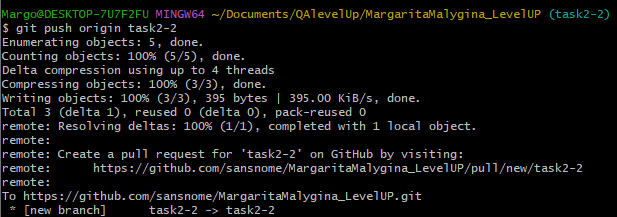 Margo@DESKTOP-7U7F2FU MINGW64 ~/Documents/QAlevelUp/MargaritaMalygina_LevelUP (task2-2)
$ git push origin task2-2
Enumerating objects: 5, done.
Counting objects: 100% (5/5), done.
Delta compression using up to 4 threads
Compressing objects: 100% (3/3), done.
Writing objects: 100% (3/3), 395 bytes | 395.00 KiB/s, done.
Total 3 (delta 1), reused 0 (delta 0), pack-reused 0
remote: Resolving deltas: 100% (1/1), completed with 1 local object.
remote:
remote: Create a pull request for 'task2-2' on GitHub by visiting:
remote:      https://github.com/sansnome/MargaritaMalygina_LevelUP/pull/new/task2-2
remote:
To https://github.com/sansnome/MargaritaMalygina_LevelUP.git
 * [new branch]      task2-2 -> task2-2